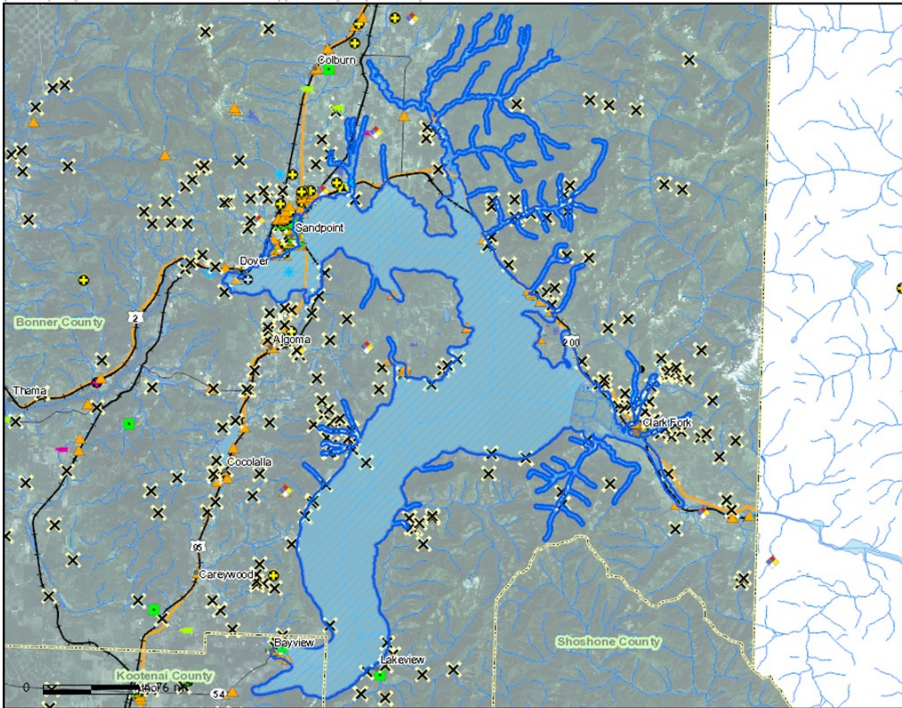 Colburn
Sandpoint
Dover
Bonner County
2
Algoma
200
Thama
Clark Fork
Cocolalla
95
Careywood
Bayview
Shoshone County
Lakeview
Kootenai County
0
54